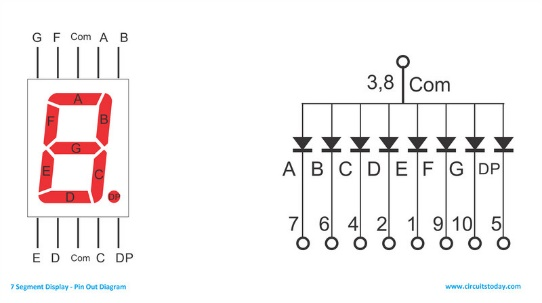 G F Com A B
A
F B
G
E C
D DP
E D Com C DP
3,8 Com
A B C D E F G DP
7 6 4 2 1 9 10 5
7 Segment Display - Pin Out Diagram
www.circuitstoday.com